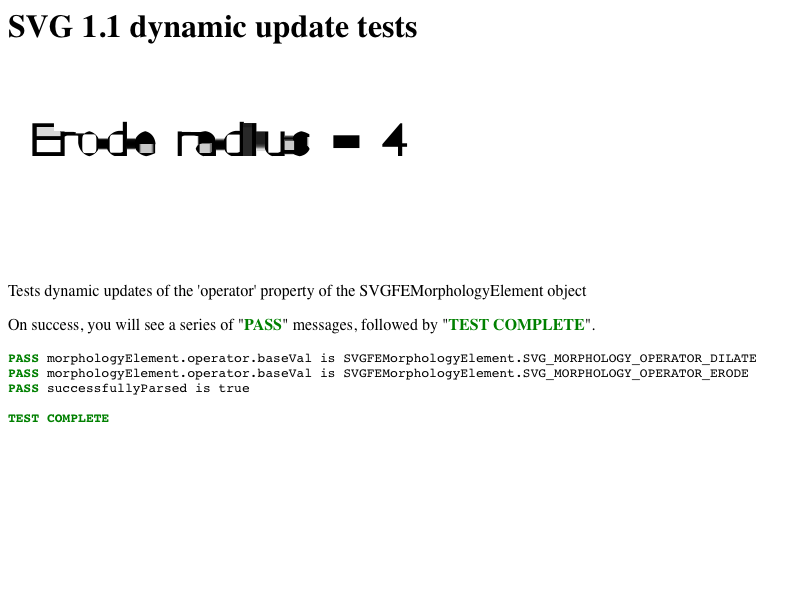 SVG 1.1 dynamic update tests
Erode radius = 4
Tests dynamic updates of the 'operator' property of the SVGFEMorphologyElement object
On success, you will see a series of "PASS" messages, followed by "TEST COMPLETE".
PASS morphologyElement.operator.baseVal is SVGFEMorphologyElement.SVG_MORPHOLOGY_OPERATOR_DILATE
PASS morphologyElement.operator.baseVal is SVGFEMorphologyElement.SVG_MORPHOLOGY_OPERATOR_ERODE
PASS successfullyParsed is true
TEST COMPLETE